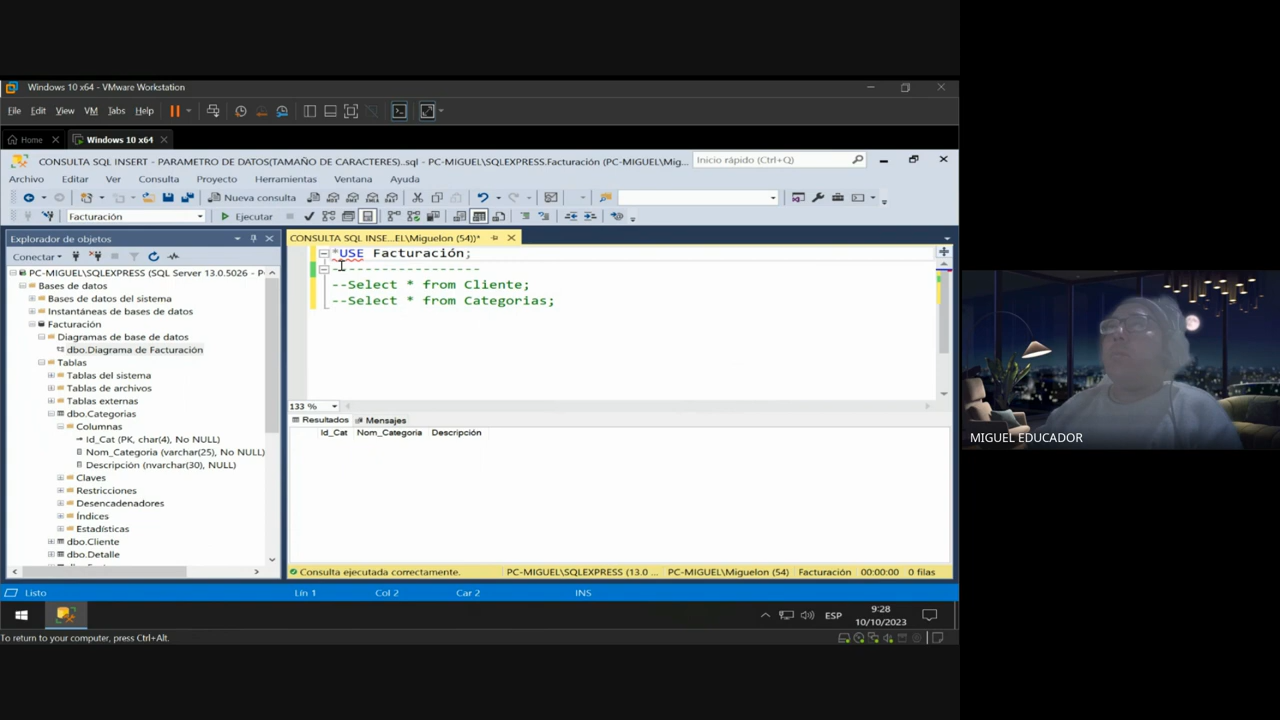 Windows 10 x64 - VMware Workstation
File Edit View VM Tabs Help
Home Windows 10 x64
CONSULTA SQL INSERT - PARAMETRO DE DATOS(TAMAÑO DE CARACTERES)..sql - PC-MIGUEL\SQLEXPRESS.Facturación (PC-MIGUEL\Mig...
Inicio rápido (Ctrl+Q)
Archivo Editar Ver Consulta Proyecto Herramientas Ventana Ayuda
Nueva consulta
Facturación
Ejecutar
Explorador de objetos
Conectar
PC-MIGUEL\SQLEXPRESS (SQL Server 13.0.5026 - P
Bases de datos
Bases de datos del sistema
Instantáneas de bases de datos
Facturación
Diagramas de base de datos
dbo.Diagrama de Facturación
Tablas
Tablas del sistema
Tablas de archivos
Tablas externas
dbo.Categorias
Columnas
Id_Cat (PK, char(4), No NULL)
Nom_Categoria (varchar(25), No NULL)
Descripción (nvarchar(30), NULL)
Claves
Restricciones
Desencadenadores
Índices
Estadísticas
dbo.Cliente
dbo.Detalle
CONSULTA SQL INSE...EL\Miguelon (54))*
*USE Facturación;
-------------------
--Select * from Cliente;
--Select * from Categorias;
133 %
Resultados Mensajes
Id_Cat Nom_Categoria Descripción
Consulta ejecutada correctamente. PC-MIGUEL\SQLEXPRESS (13.0 ... PC-MIGUEL\Miguelon (54) Facturación 00:00:00 0 filas
Listo Lín 1 Col 2 Car 2 INS
ESP 9:28
10/10/2023
To return to your computer, press Ctrl+Alt.
MIGUEL EDUCADOR